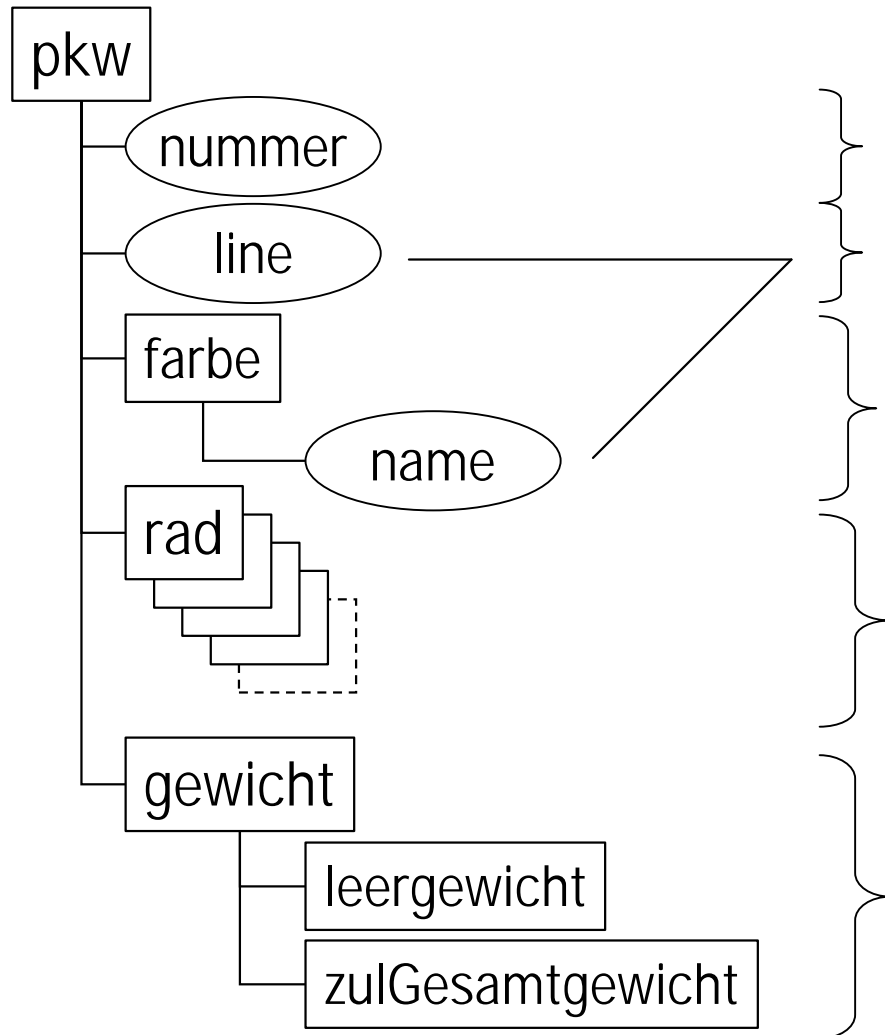 pkw
nummer
line
farbe
name
rad
gewicht
leergewicht
zulGesamtgewicht